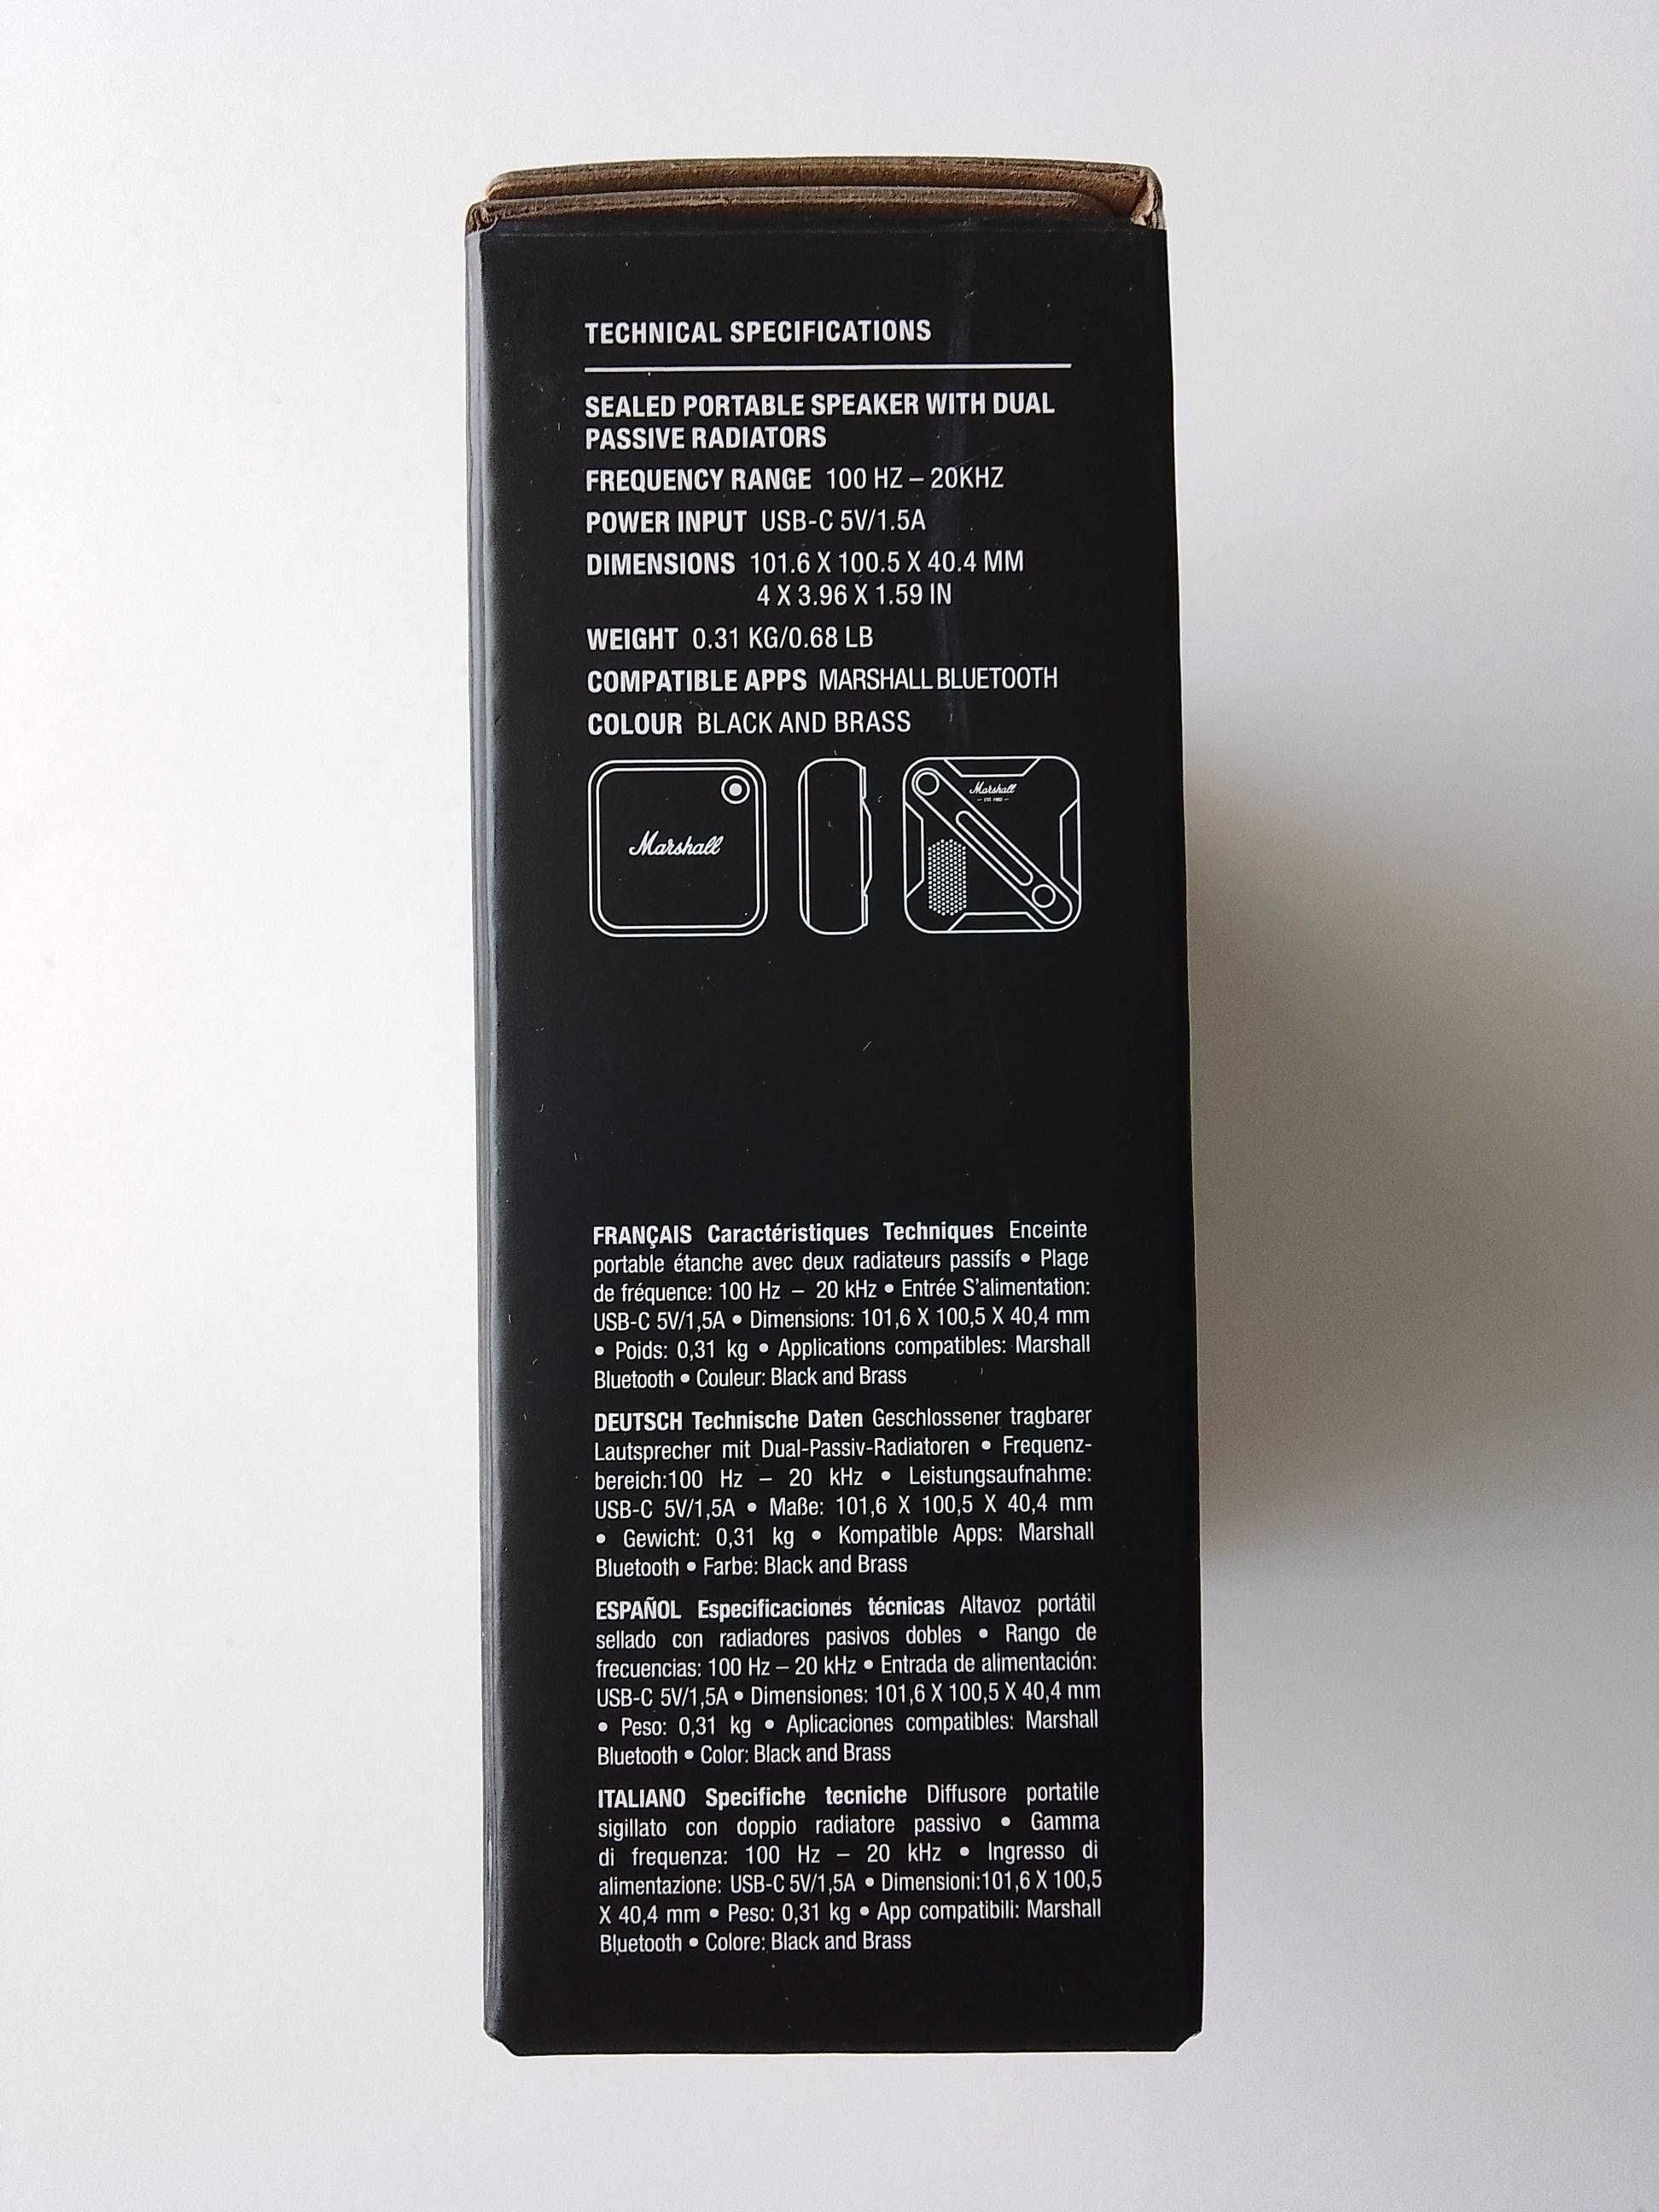 TECHNICAL SPECIFICATIONS
SEALED PORTABLE SPEAKER WITH DUAL
PASSIVE RADIATORS
FREQUENCY RANGE 100 HZ – 20KHZ
POWER INPUT USB-C 5V/1.5A
DIMENSIONS 101.6 X 100.5 X 40.4 MM
4 X 3.96 X 1.59 IN
WEIGHT 0.31 KG/0.68 LB
COMPATIBLE APPS MARSHALL BLUETOOTH
COLOUR BLACK AND BRASS
Marshall
Marshall
— EST. 1962 —
FRANÇAIS Caractéristiques Techniques Enceinte
portable étanche avec deux radiateurs passifs • Plage
de fréquence: 100 Hz – 20 kHz • Entrée S'alimentation:
USB-C 5V/1,5A • Dimensions: 101,6 X 100,5 X 40,4 mm
• Poids: 0,31 kg • Applications compatibles: Marshall
Bluetooth • Couleur: Black and Brass
DEUTSCH Technische Daten Geschlossener tragbarer
Lautsprecher mit Dual-Passiv-Radiatoren • Frequenz-
bereich:100 Hz – 20 kHz • Leistungsaufnahme:
USB-C 5V/1,5A • Maße: 101,6 X 100,5 X 40,4 mm
• Gewicht: 0,31 kg • Kompatible Apps: Marshall
Bluetooth • Farbe: Black and Brass
ESPAÑOL Especificaciones técnicas Altavoz portátil
sellado con radiadores pasivos dobles • Rango de
frecuencias: 100 Hz – 20 kHz • Entrada de alimentación:
USB-C 5V/1,5A • Dimensiones: 101,6 X 100,5 X 40,4 mm
• Peso: 0,31 kg • Aplicaciones compatibles: Marshall
Bluetooth • Color: Black and Brass
ITALIANO Specifiche tecniche Diffusore portatile
sigillato con doppio radiatore passivo • Gamma
di frequenza: 100 Hz – 20 kHz • Ingresso di
alimentazione: USB-C 5V/1,5A • Dimensioni:101,6 X 100,5
X 40,4 mm • Peso: 0,31 kg • App compatibili: Marshall
Bluetooth • Colore: Black and Brass